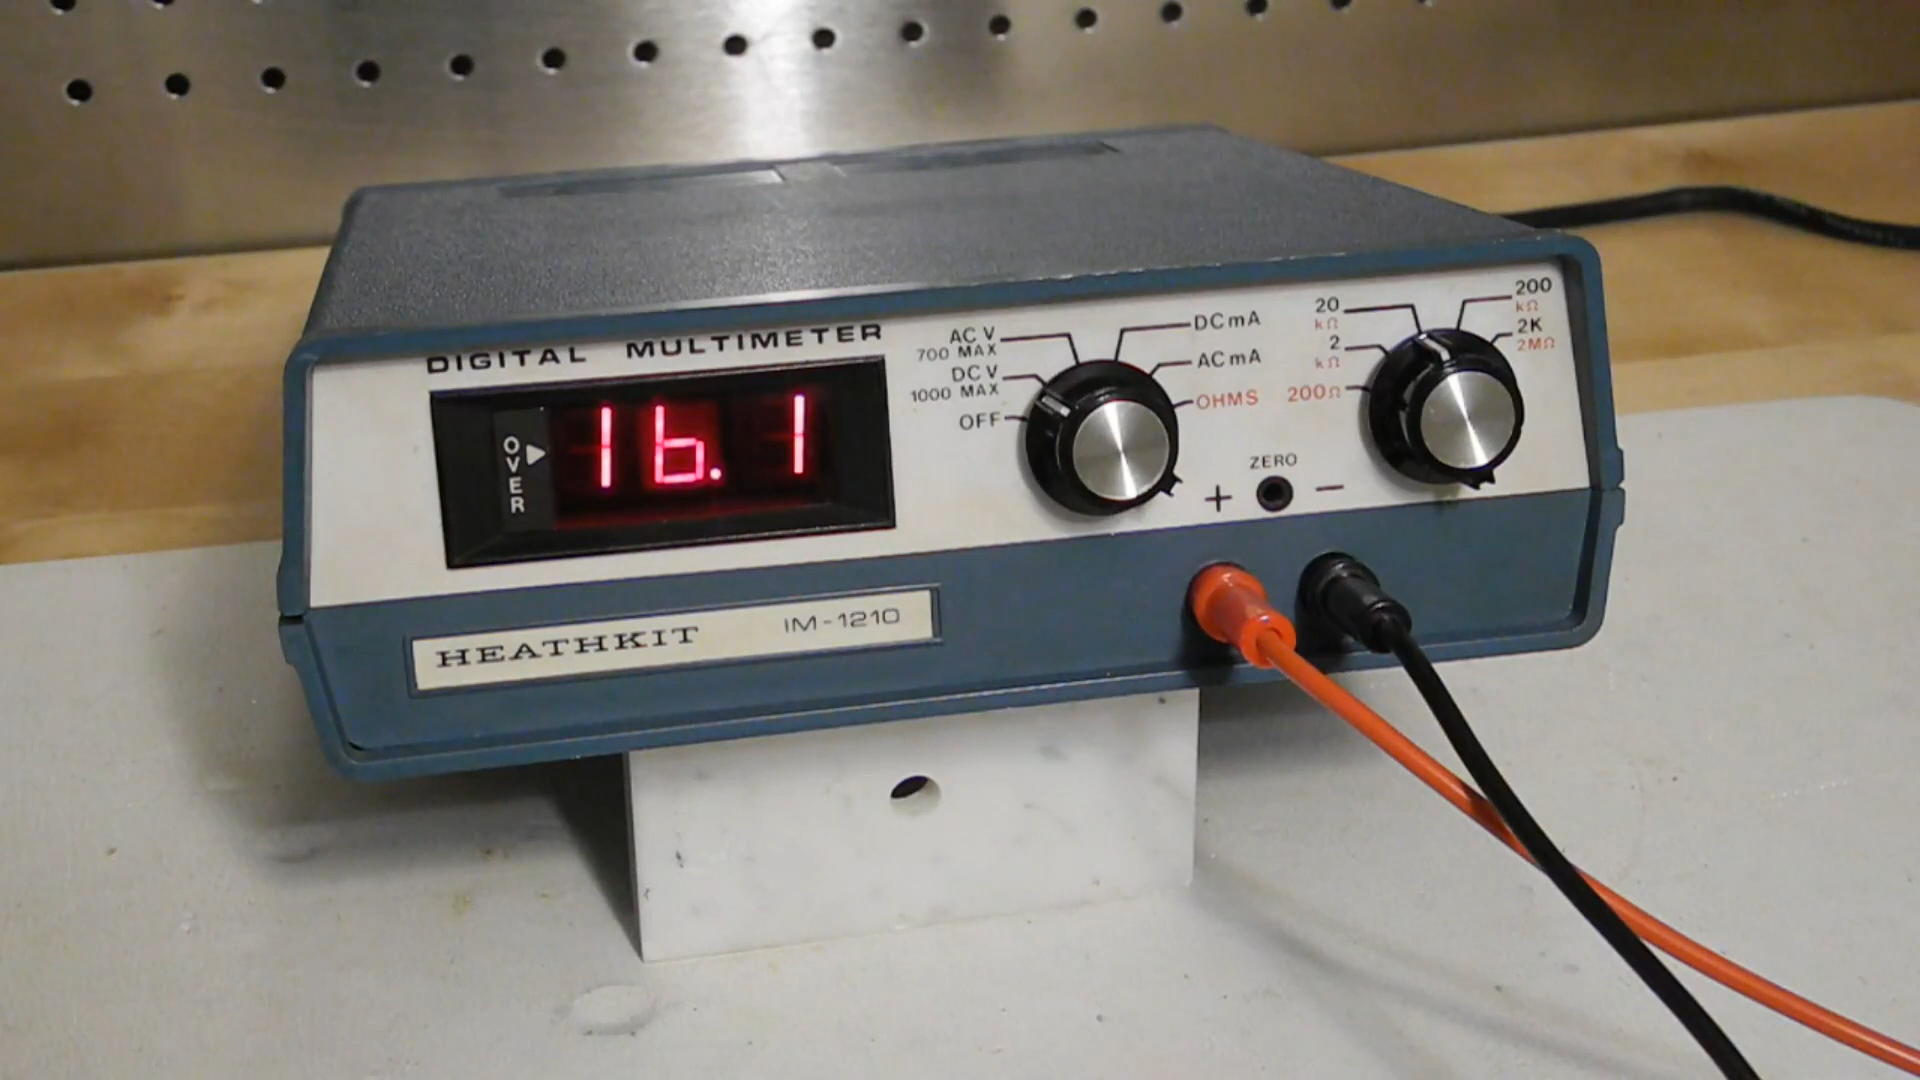 DIGITAL MULTIMETER
OVER
16.1
AC V
700 MAX
DC V
1000 MAX
OFF
DC mA
AC mA
OHMS
20
kΩ
2
kΩ
200Ω
200
kΩ
2K
2MΩ
ZERO
+ -
HEATHKIT IM-1210